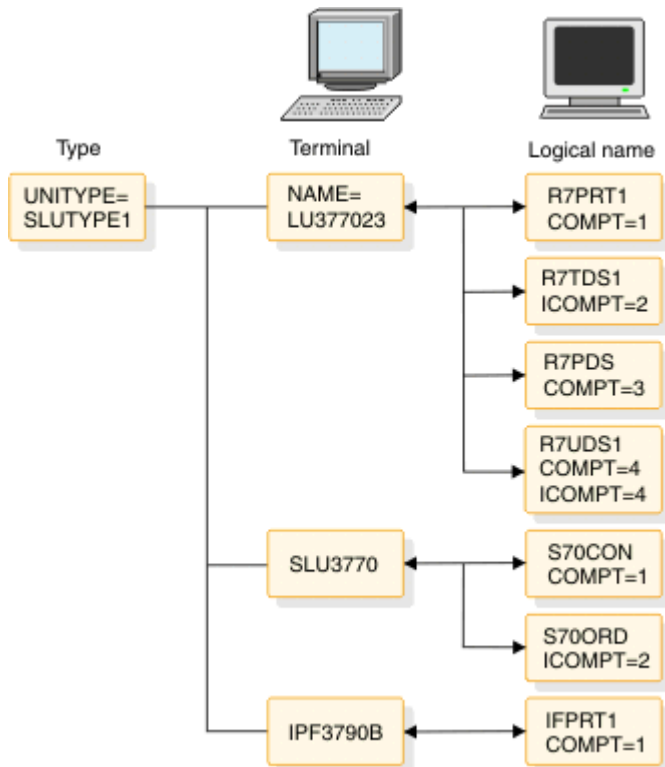 Type
Terminal
Logical name
UNITYPE=
SLUTYPE1
NAME=
LU377023
R7PRT1
COMPT=1
R7TDS1
ICOMPT=2
R7PDS
COMPT=3
R7UDS1
COMPT=4
ICOMPT=4
SLU3770
S70CON
COMPT=1
S70ORD
ICOMPT=2
IPF3790B
IFPRT1
COMPT=1